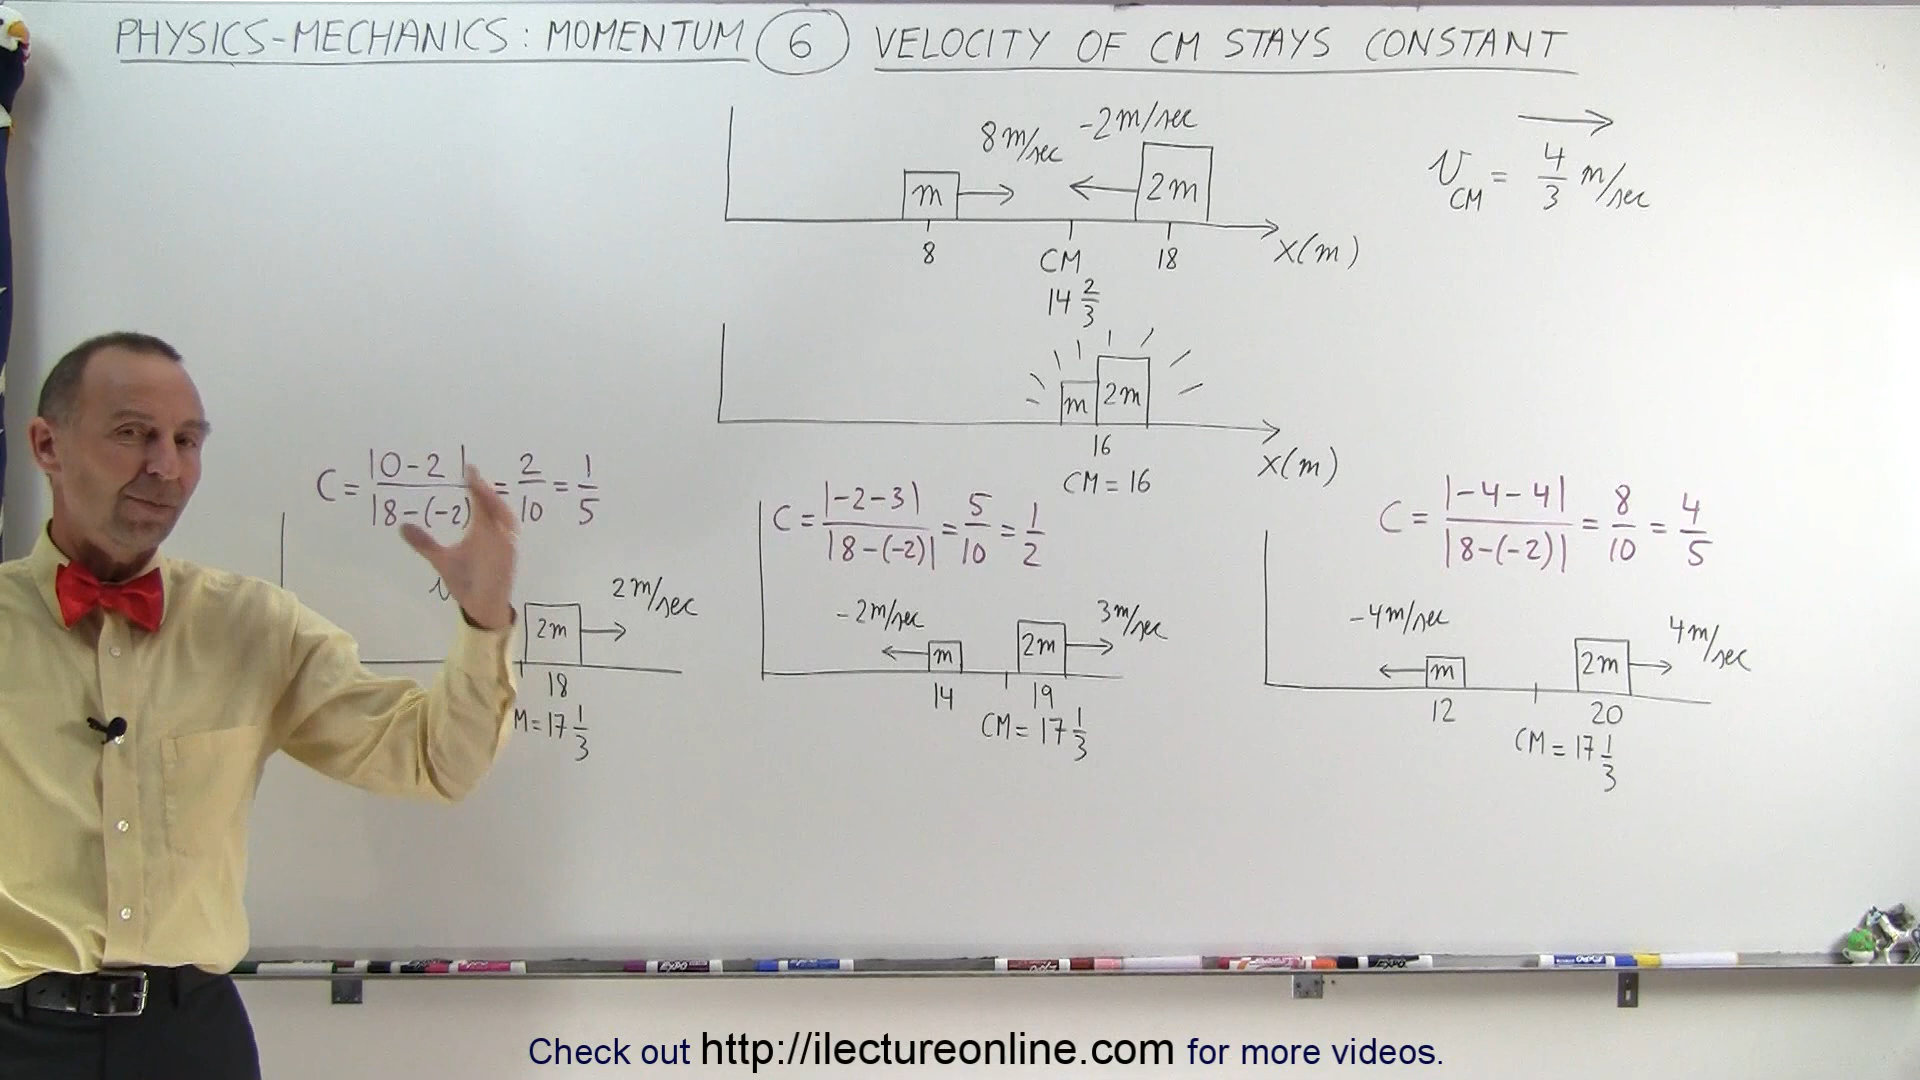 PHYSICS-MECHANICS: MOMENTUM 6 VELOCITY OF CM STAYS CONSTANT
8 m/sec -2 m/sec
m 2m
8 CM 18 X(m)
14 2/3
V_CM = 4/3 m/sec
m 2m
16 X(m)
CM = 16
C = |0-2|/|8-(-2) = 2/10 = 1/5
2 m/sec
2m
18
M = 17 1/3
C = |-2-3|/|8-(-2)| = 5/10 = 1/2
-2 m/sec 3 m/sec
m 2m
14 19
CM = 17 1/3
C = |-4-4|/|8-(-2)| = 8/10 = 4/5
-4 m/sec 4 m/sec
m 2m
12 20
CM = 17 1/3
EXPO
EXPO
Check out http://ilectureonline.com for more videos.